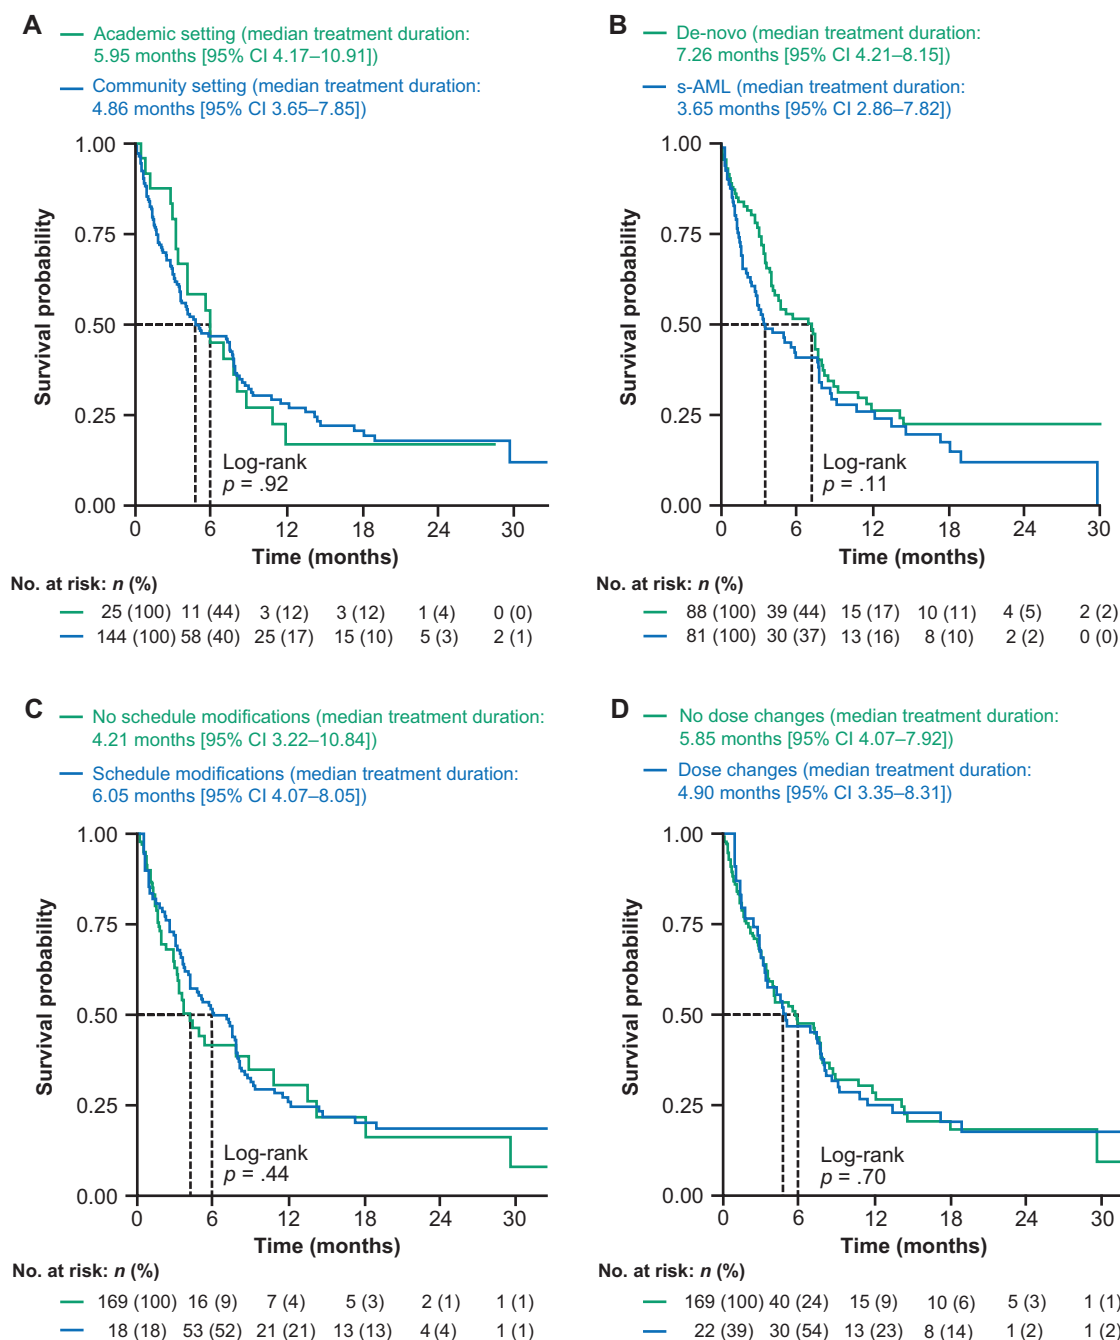 A
Academic setting (median treatment duration:
5.95 months [95% CI 4.17–10.91])
Community setting (median treatment duration:
4.86 months [95% CI 3.65–7.85])
1.00
0.75
0.50
0.25
0.00
Survival probability
Log-rank
p = .92
0 6 12 18 24 30
Time (months)
No. at risk: n (%)
25 (100) 11 (44) 3 (12) 3 (12) 1 (4) 0 (0)
144 (100) 58 (40) 25 (17) 15 (10) 5 (3) 2 (1)
B
De-novo (median treatment duration:
7.26 months [95% CI 4.21–8.15])
s-AML (median treatment duration:
3.65 months [95% CI 2.86–7.82])
1.00
0.75
0.50
0.25
0.00
Survival probability
Log-rank
p = .11
0 6 12 18 24 30
Time (months)
No. at risk: n (%)
88 (100) 39 (44) 15 (17) 10 (11) 4 (5) 2 (2)
81 (100) 30 (37) 13 (16) 8 (10) 2 (2) 0 (0)
C
No schedule modifications (median treatment duration:
4.21 months [95% CI 3.22–10.84])
Schedule modifications (median treatment duration:
6.05 months [95% CI 4.07–8.05])
1.00
0.75
0.50
0.25
0.00
Survival probability
Log-rank
p = .44
0 6 12 18 24 30
Time (months)
No. at risk: n (%)
169 (100) 16 (9) 7 (4) 5 (3) 2 (1) 1 (1)
18 (18) 53 (52) 21 (21) 13 (13) 4 (4) 1 (1)
D
No dose changes (median treatment duration:
5.85 months [95% CI 4.07–7.92])
Dose changes (median treatment duration:
4.90 months [95% CI 3.35–8.31])
1.00
0.75
0.50
0.25
0.00
Survival probability
Log-rank
p = .70
0 6 12 18 24 30
Time (months)
No. at risk: n (%)
169 (100) 40 (24) 15 (9) 10 (6) 5 (3) 1 (1)
22 (39) 30 (54) 13 (23) 8 (14) 1 (2) 1 (2)